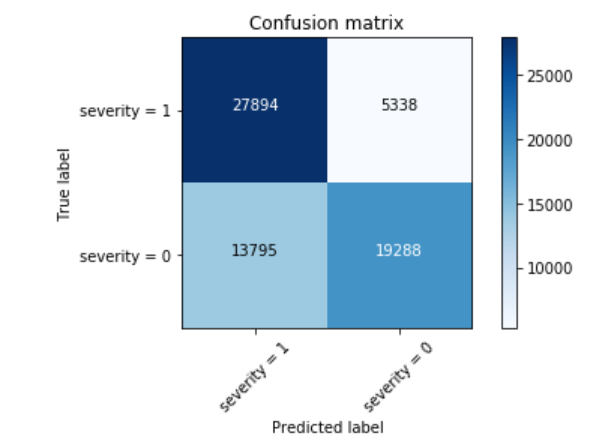 Confusion matrix
severity = 1
27894
5338
severity = 0
13795
19288
True label
severity = 1
severity = 0
Predicted label
25000
20000
15000
10000